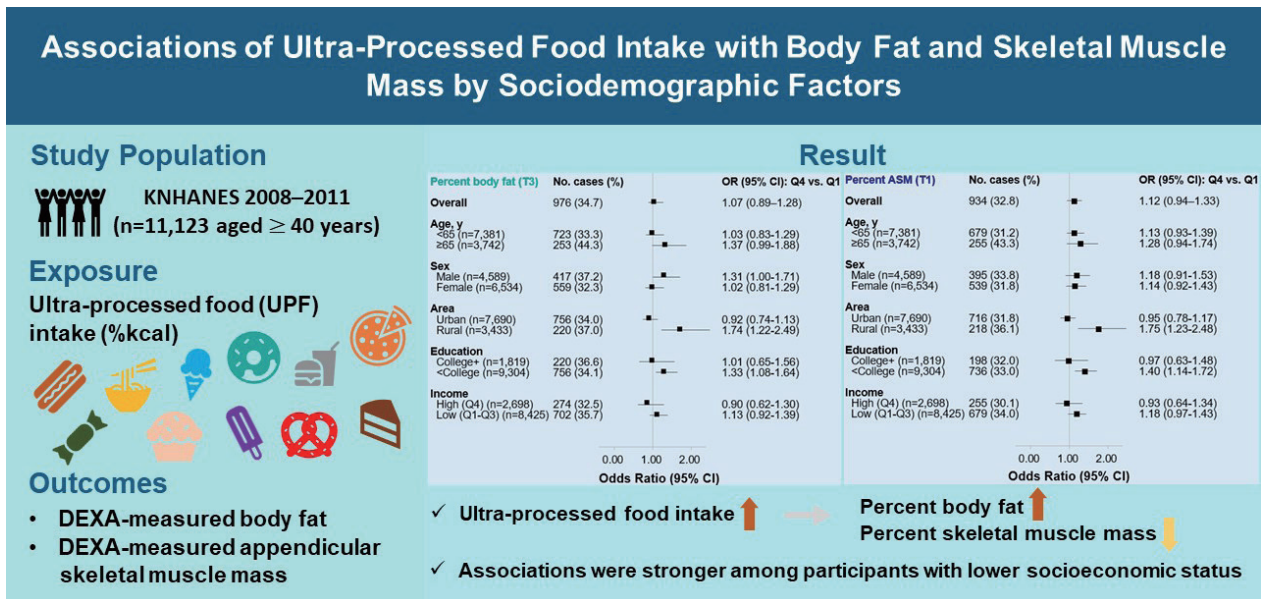 Associations of Ultra-Processed Food Intake with Body Fat and Skeletal Muscle
Mass by Sociodemographic Factors
Study Population
KNHANES 2008–2011
(n=11,123 aged ≥ 40 years)
Exposure
Ultra-processed food (UPF)
intake (%kcal)
Outcomes
• DEXA-measured body fat
• DEXA-measured appendicular
skeletal muscle mass
Result
Percent body fat (T3) No. cases (%) OR (95% CI): Q4 vs. Q1
Overall 976 (34.7) 1.07 (0.89–1.28)
Age, y
<65 (n=7,381) 723 (33.3) 1.03 (0.83-1.29)
≥65 (n=3,742) 253 (44.3) 1.37 (0.99-1.88)
Sex
Male (n=4,589) 417 (37.2) 1.31 (1.00-1.71)
Female (n=6,534) 559 (32.3) 1.02 (0.81-1.29)
Area
Urban (n=7,690) 756 (34.0) 0.92 (0.74-1.13)
Rural (n=3,433) 220 (37.0) 1.74 (1.22-2.49)
Education
College+ (n=1,819) 220 (36.6) 1.01 (0.65-1.56)
<College (n=9,304) 756 (34.1) 1.33 (1.08-1.64)
Income
High (Q4) (n=2,698) 274 (32.5) 0.90 (0.62-1.30)
Low (Q1-Q3) (n=8,425) 702 (35.7) 1.13 (0.92-1.39)
0.00 1.00 2.00
Odds Ratio (95% CI)
Percent ASM (T1) No. cases (%) OR (95% CI): Q4 vs. Q1
Overall 934 (32.8) 1.12 (0.94–1.33)
Age, y
<65 (n=7,381) 679 (31.2) 1.13 (0.93-1.39)
≥65 (n=3,742) 255 (43.3) 1.28 (0.94-1.74)
Sex
Male (n=4,589) 395 (33.8) 1.18 (0.91-1.53)
Female (n=6,534) 539 (31.8) 1.14 (0.92-1.43)
Area
Urban (n=7,690) 716 (31.8) 0.95 (0.78-1.17)
Rural (n=3,433) 218 (36.1) 1.75 (1.23-2.48)
Education
College+ (n=1,819) 198 (32.0) 0.97 (0.63-1.48)
<College (n=9,304) 736 (33.0) 1.40 (1.14-1.72)
Income
High (Q4) (n=2,698) 255 (30.1) 0.93 (0.64-1.34)
Low (Q1-Q3) (n=8,425) 679 (34.0) 1.18 (0.97-1.43)
0.00 1.00 2.00
Odds Ratio (95% CI)
✓ Ultra-processed food intake
Percent body fat
Percent skeletal muscle mass
✓ Associations were stronger among participants with lower socioeconomic status